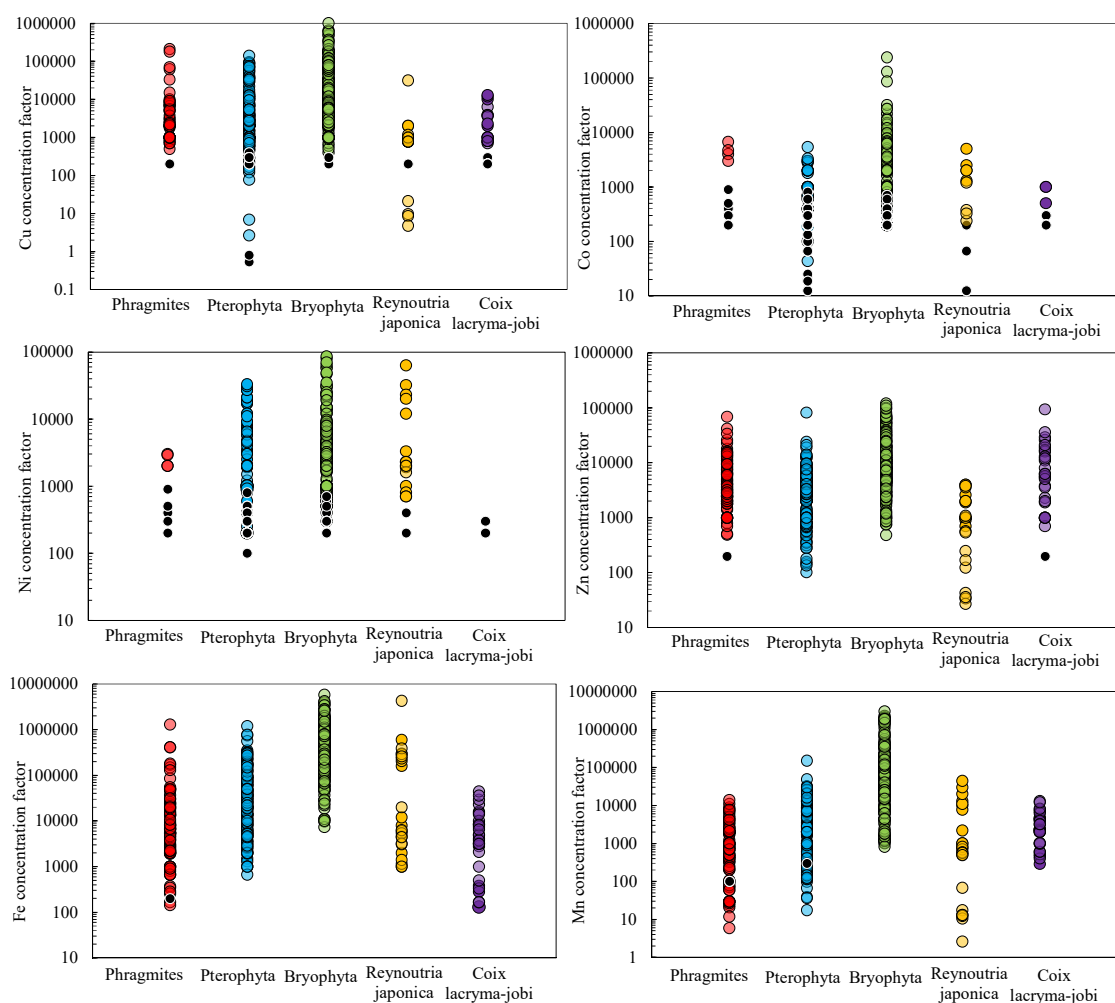 Cu concentration factor
1000000
100000
10000
1000
100
10
1
0.1
Phragmites
Pterophyta
Bryophyta
Reynoutria
japonica
Coix
lacryma-jobi
Co concentration factor
1000000
100000
10000
1000
100
10
Phragmites
Pterophyta
Bryophyta
Reynoutria
japonica
Coix
lacryma-jobi
Ni concentration factor
100000
10000
1000
100
10
Phragmites
Pterophyta
Bryophyta
Reynoutria
japonica
Coix
lacryma-jobi
Zn concentration factor
1000000
100000
10000
1000
100
10
Phragmites
Pterophyta
Bryophyta
Reynoutria
japonica
Coix
lacryma-jobi
Fe concentration factor
10000000
1000000
100000
10000
1000
100
10
Phragmites
Pterophyta
Bryophyta
Reynoutria
japonica
Coix
lacryma-jobi
Mn concentration factor
10000000
1000000
100000
10000
1000
100
10
1
Phragmites
Pterophyta
Bryophyta
Reynoutria
japonica
Coix
lacryma-jobi